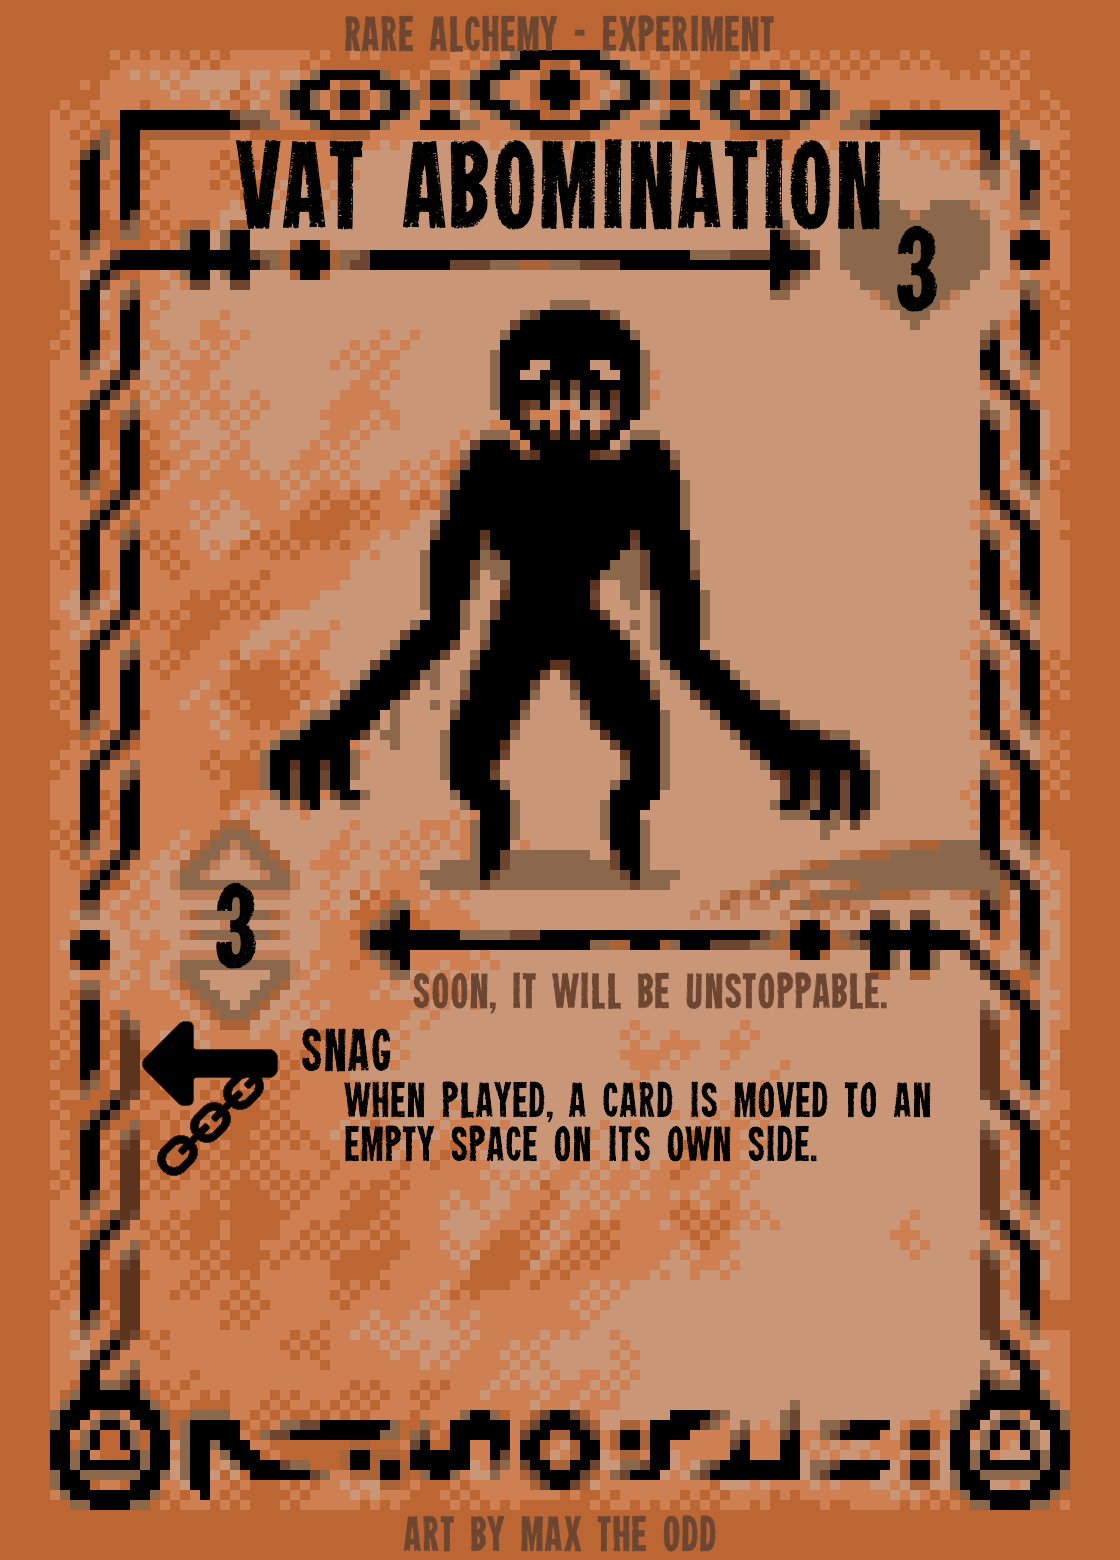 RARE ALCHEMY - EXPERIMENT
VAT ABOMINATION
3
3
SOON, IT WILL BE UNSTOPPABLE.
SNAG
WHEN PLAYED, A CARD IS MOVED TO AN
EMPTY SPACE ON ITS OWN SIDE.
ART BY MAX THE ODD